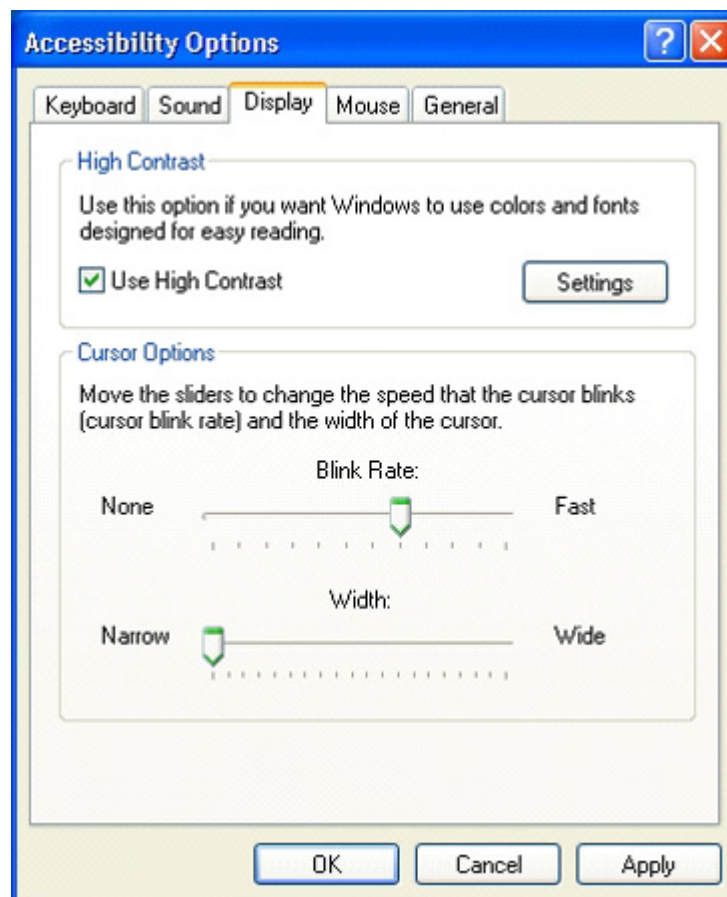 Accessibility Options
Keyboard Sound Display Mouse General
High Contrast
Use this option if you want Windows to use colors and fonts
designed for easy reading.
Use High Contrast Settings
Cursor Options
Move the sliders to change the speed that the cursor blinks
(cursor blink rate) and the width of the cursor.
Blink Rate:
None Fast
Width:
Narrow Wide
OK Cancel Apply